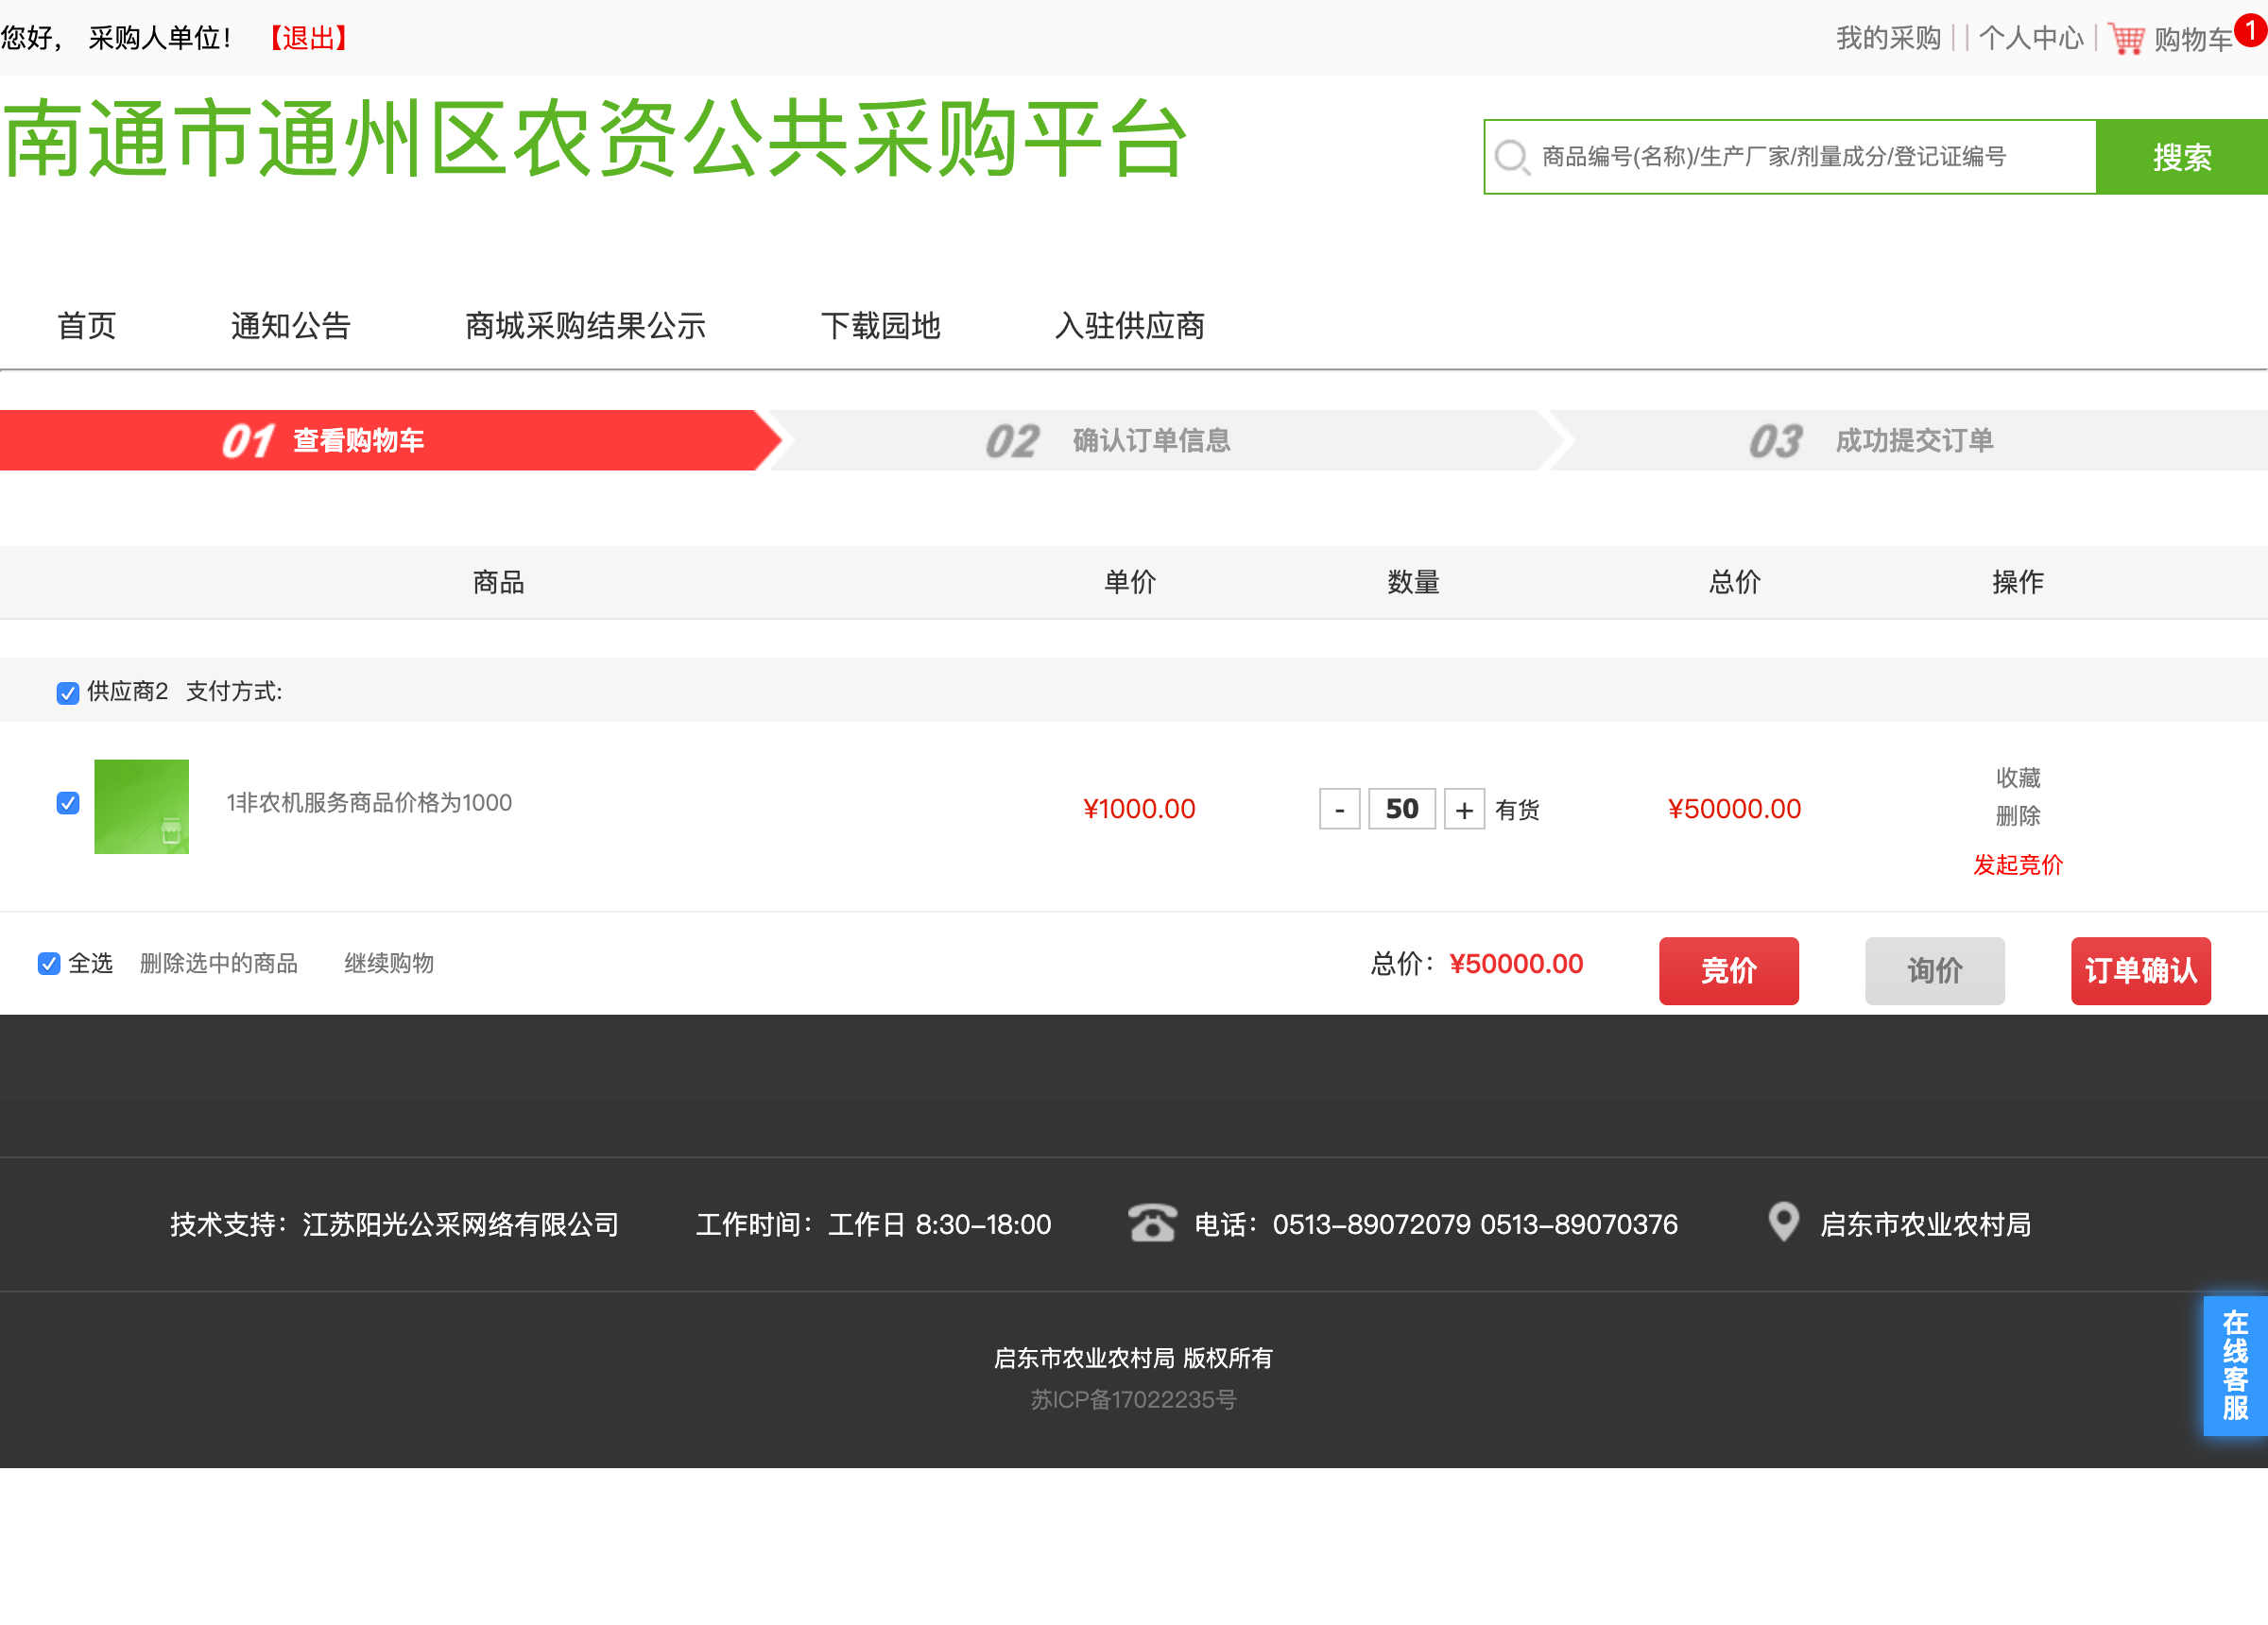 您好， 采购人单位！ 【退出】 我的采购 | | 个人中心 | 购物车 1
南通市通州区农资公共采购平台
商品编号(名称)/生产厂家/剂量成分/登记证编号 搜索
首页 通知公告 商城采购结果公示 下载园地 入驻供应商
01 查看购物车 02 确认订单信息 03 成功提交订单
商品 单价 数量 总价 操作
供应商2 支付方式:
1非农机服务商品价格为1000 ¥1000.00 - 50 + 有货 ¥50000.00
收藏
删除
发起竞价
全选 删除选中的商品 继续购物 总价：¥50000.00 竞价 询价 订单确认
技术支持：江苏阳光公采网络有限公司 工作时间：工作日 8:30-18:00 电话：0513-89072079 0513-89070376 启东市农业农村局
在线客服
启东市农业农村局 版权所有
苏ICP备17022235号